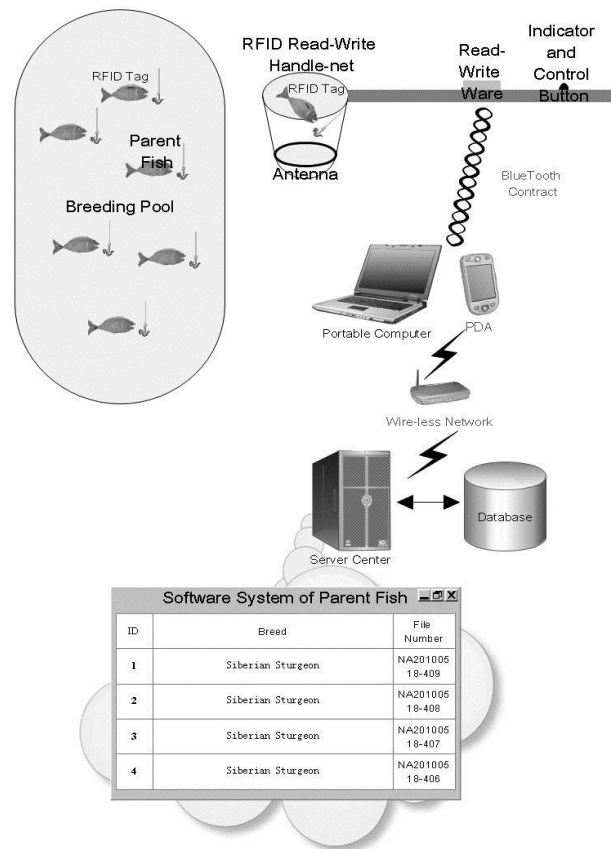 RFID Tag
Parent
Fish
Breeding Pool
RFID Read-Write
Handle-net
RFID Tag
Antenna
Read-
Write
Ware
Indicator
and
Control
Button
BlueTooth
Contract
Portable Computer
PDA
Wire-less Network
Server Center
Database
Software System of Parent Fish
ID Breed File
Number
1 Siberian Sturgeon NA201005
18-409
2 Siberian Sturgeon NA201005
18-408
3 Siberian Sturgeon NA201005
18-407
4 Siberian Sturgeon NA201005
18-406